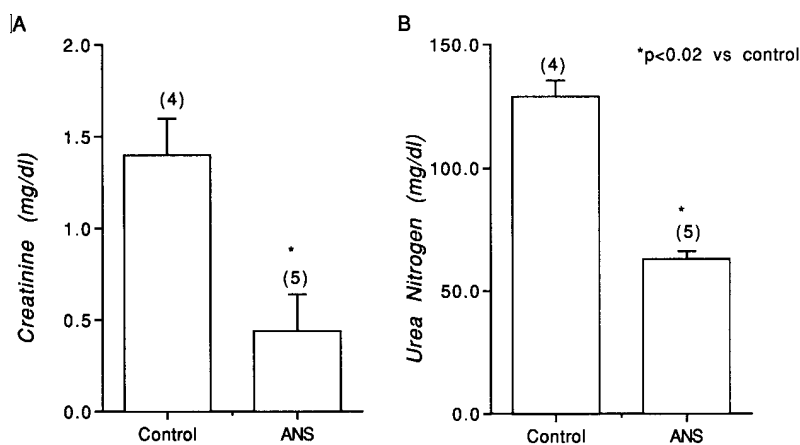 A
Creatinine (mg/dl)
2.0
1.5
1.0
0.5
0.0
(4)
*
(5)
Control
ANS
B
Urea Nitrogen (mg/dl)
150.0
100.0
50.0
0.0
*p<0.02 vs control
(4)
*
(5)
Control
ANS